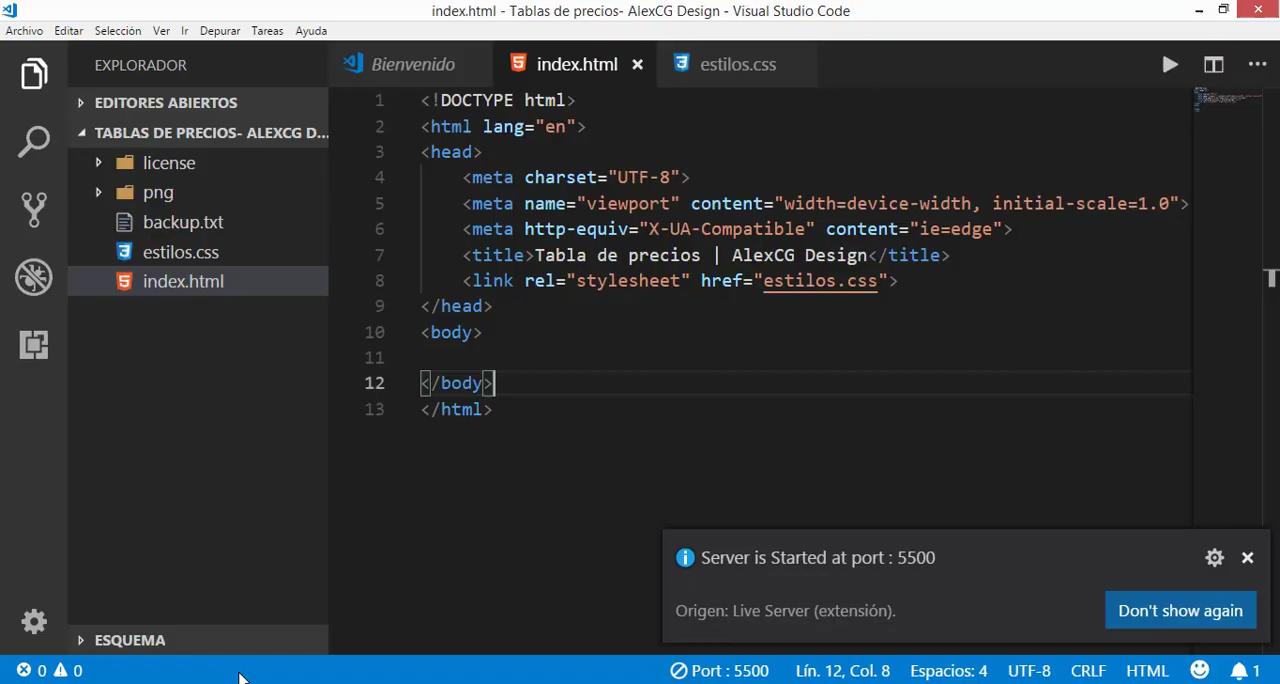 index.html - Tablas de precios- AlexCG Design - Visual Studio Code
Archivo Editar Selección Ver Ir Depurar Tareas Ayuda
EXPLORADOR
EDITORES ABIERTOS
TABLAS DE PRECIOS- ALEXCG D...
license
png
backup.txt
estilos.css
index.html
ESQUEMA
Bienvenido index.html estilos.css
1 <!DOCTYPE html>
2 <html lang="en">
3 <head>
4 <meta charset="UTF-8">
5 <meta name="viewport" content="width=device-width, initial-scale=1.0">
6 <meta http-equiv="X-UA-Compatible" content="ie=edge">
7 <title>Tabla de precios | AlexCG Design</title>
8 <link rel="stylesheet" href="estilos.css">
9 </head>
10 <body>
11
12 </body>
13 </html>
Server is Started at port : 5500
Origen: Live Server (extensión).
Don't show again
0 0 Port : 5500 Lín. 12, Col. 8 Espacios: 4 UTF-8 CRLF HTML 1